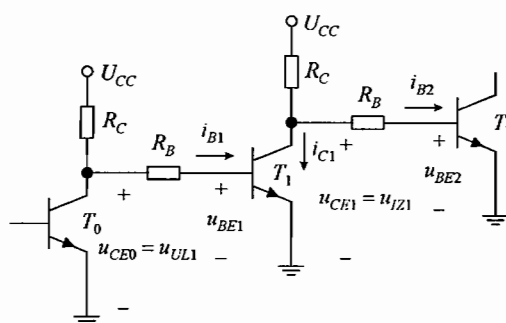 U_CC
U_CC
R_C
R_C
R_B
i_B1
R_B
i_B2
i_C1
T
T_1
T_0
+
+
+
+
u_BE1
u_CE1 = u_IZ1
u_BE2
u_CE0 = u_UL1
−
−
−
−